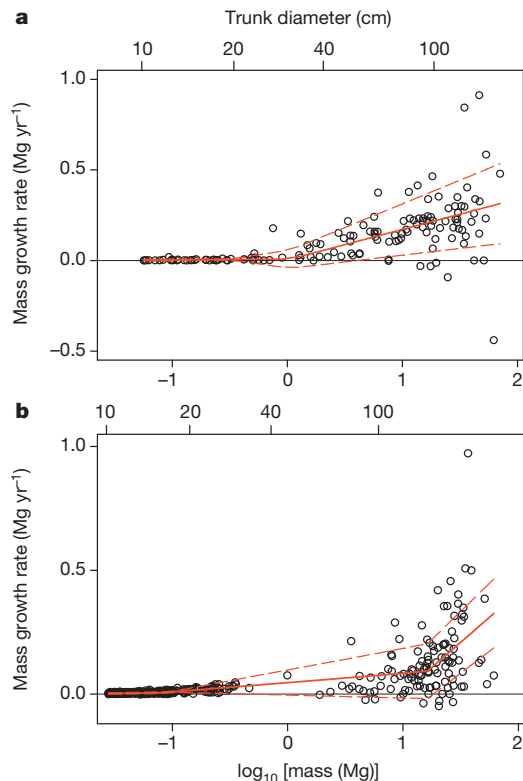 Trunk diameter (cm)
a
10 20 40 100
1.0
0.5
0.0
−0.5
Mass growth rate (Mg yr⁻¹)
−1 0 1 2
b
10 20 40 100
1.0
0.5
0.0
Mass growth rate (Mg yr⁻¹)
−1 0 1 2
log₁₀ [mass (Mg)]